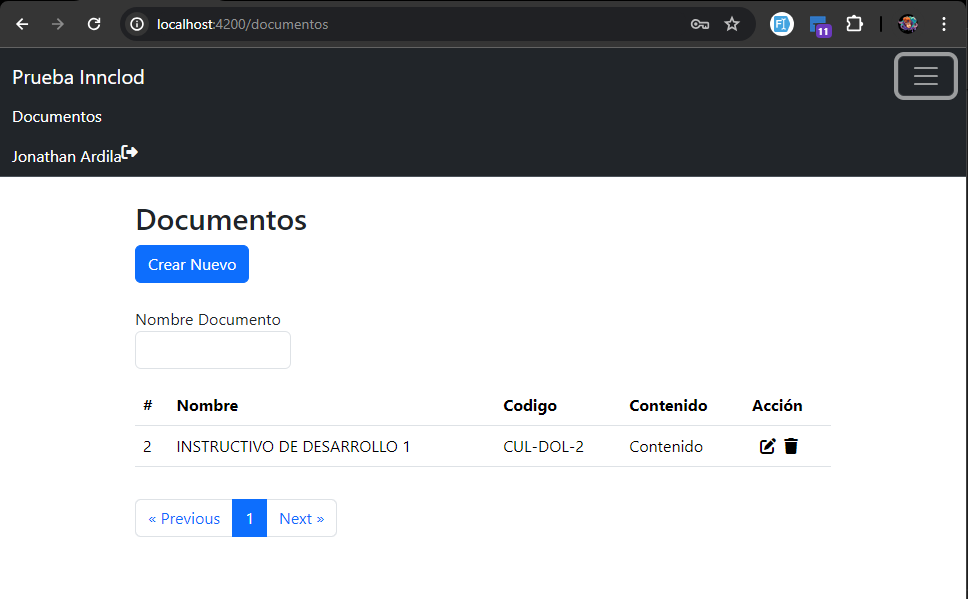 localhost:4200/documentos
11
Prueba Innclod
Documentos
Jonathan Ardila
Documentos
Crear Nuevo
Nombre Documento
# Nombre Codigo Contenido Acción
2 INSTRUCTIVO DE DESARROLLO 1 CUL-DOL-2 Contenido
« Previous 1 Next »